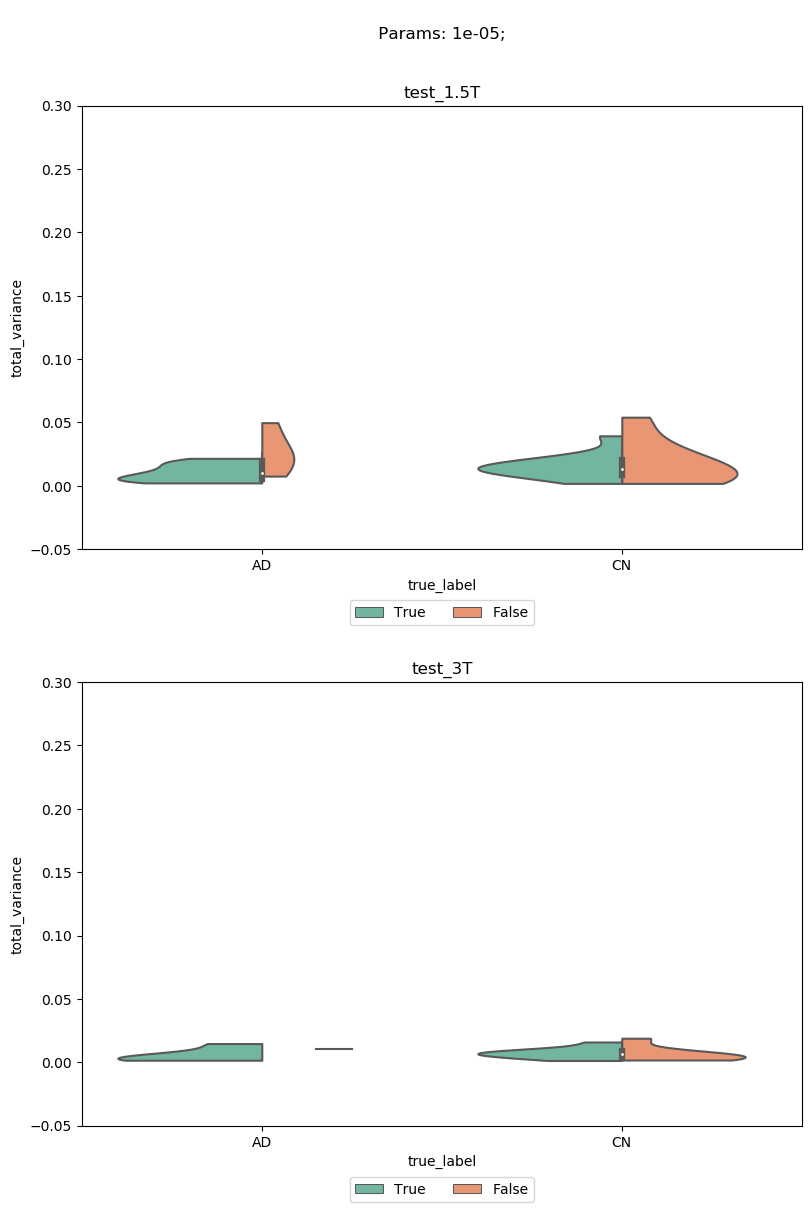 Params: 1e-05;
test_1.5T
0.30
0.25
0.20
0.15
0.10
0.05
0.00
−0.05
total_variance
AD CN
true_label
True False
test_3T
0.30
0.25
0.20
0.15
0.10
0.05
0.00
−0.05
total_variance
AD CN
true_label
True False